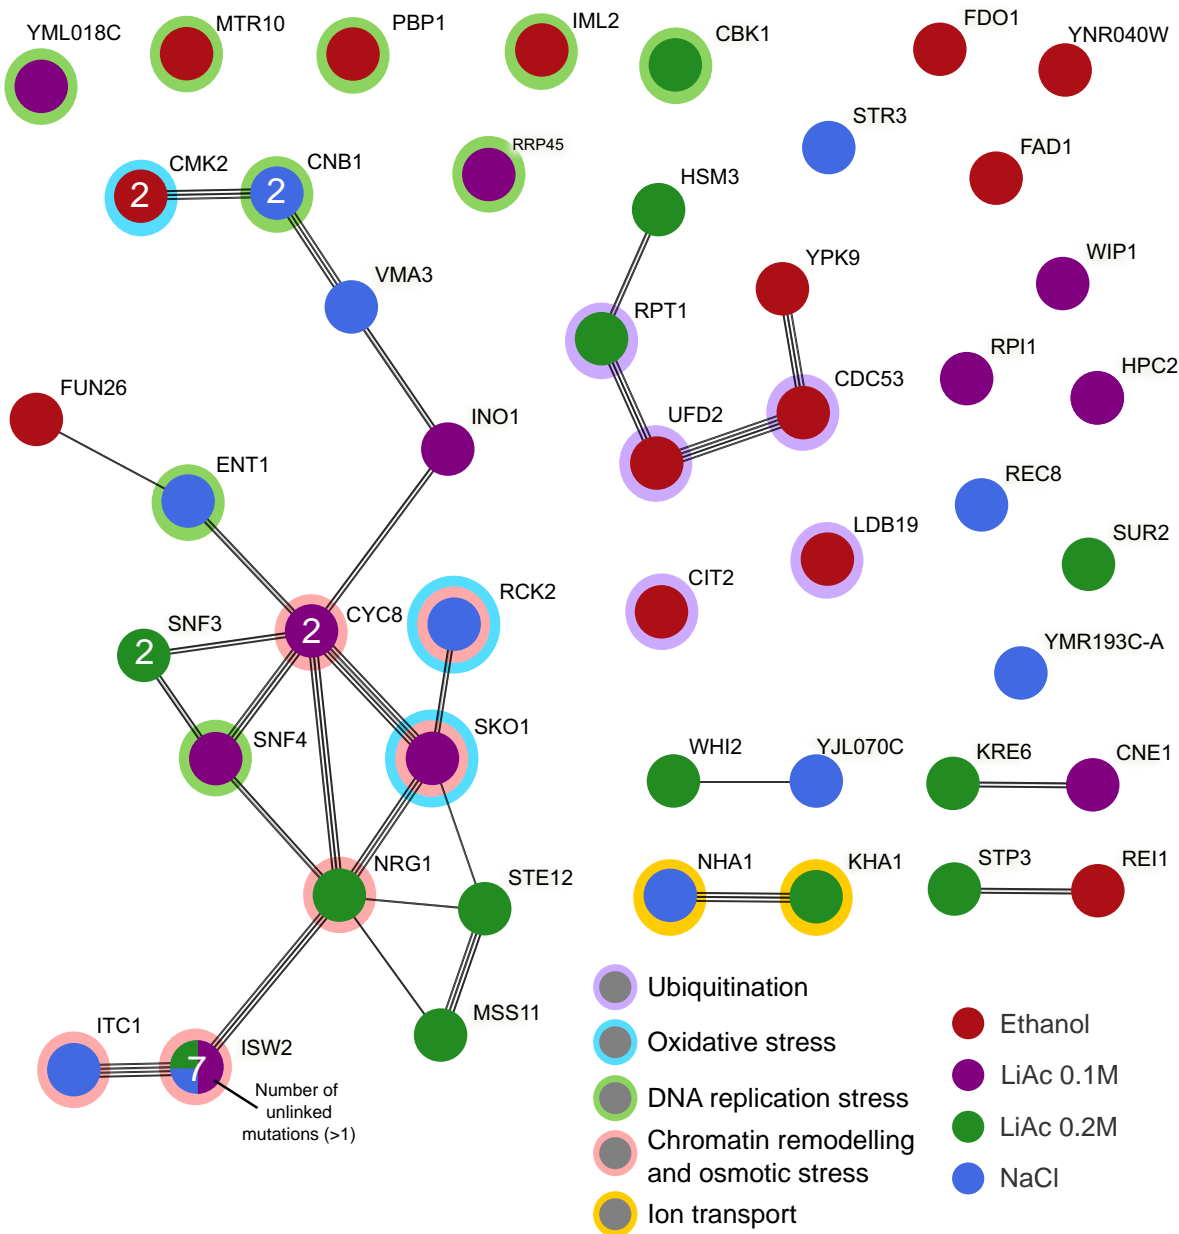 YML018C
MTR10
PBP1
IML2
CBK1
FDO1
YNR040W
STR3
CMK2
CNB1
RRP45
FAD1
HSM3
2
2
WIP1
VMA3
YPK9
RPT1
RPI1
HPC2
FUN26
INO1
UFD2
CDC53
ENT1
REC8
LDB19
SUR2
CIT2
RCK2
SNF3
CYC8
2
2
YMR193C-A
SNF4
SKO1
WHI2
YJL070C
KRE6
CNE1
NRG1
STE12
NHA1
KHA1
STP3
REI1
MSS11
ITC1
ISW2
7
Number of
unlinked
mutations (>1)
Ubiquitination
Oxidative stress
DNA replication stress
Chromatin remodelling
and osmotic stress
Ion transport
Ethanol
LiAc 0.1M
LiAc 0.2M
NaCl